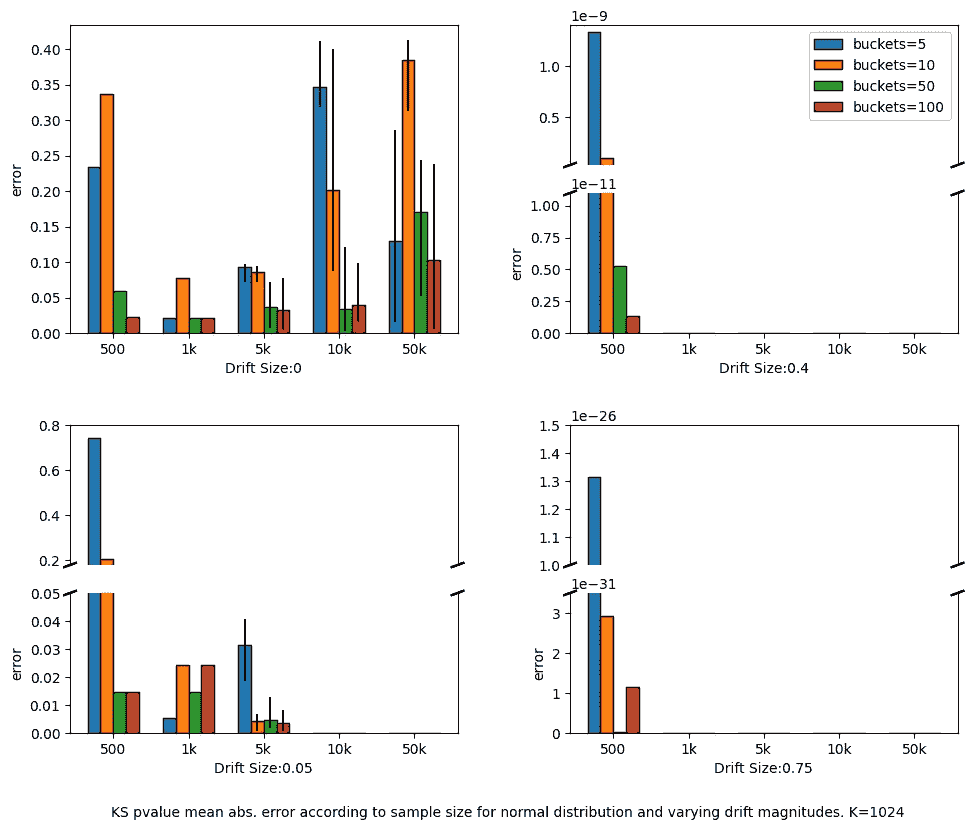 0.40
0.35
0.30
0.25
0.20
0.15
0.10
0.05
0.00
error
500 1k 5k 10k 50k
Drift Size:0
1e−9
1.0
0.5
buckets=5
buckets=10
buckets=50
buckets=100
1e−11
1.00
0.75
0.50
0.25
0.00
error
500 1k 5k 10k 50k
Drift Size:0.4
0.8
0.6
0.4
0.2
0.05
0.04
0.03
0.02
0.01
0.00
error
500 1k 5k 10k 50k
Drift Size:0.05
1e−26
1.5
1.4
1.3
1.2
1.1
1.0
1e−31
3
2
1
0
error
500 1k 5k 10k 50k
Drift Size:0.75
KS pvalue mean abs. error according to sample size for normal distribution and varying drift magnitudes. K=1024